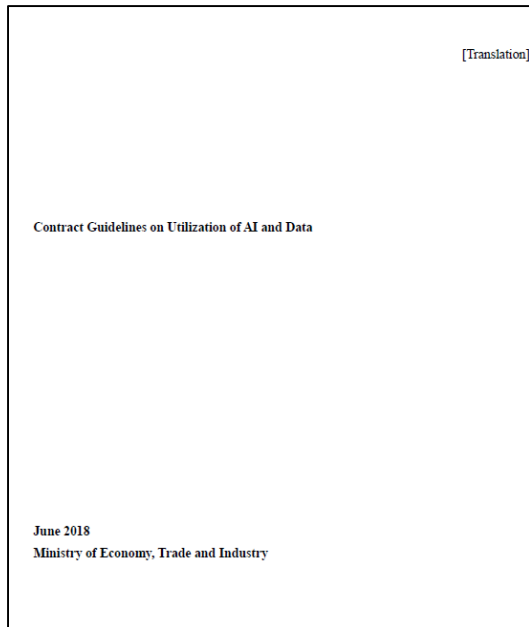 [Translation]
Contract Guidelines on Utilization of AI and Data
June 2018
Ministry of Economy, Trade and Industry